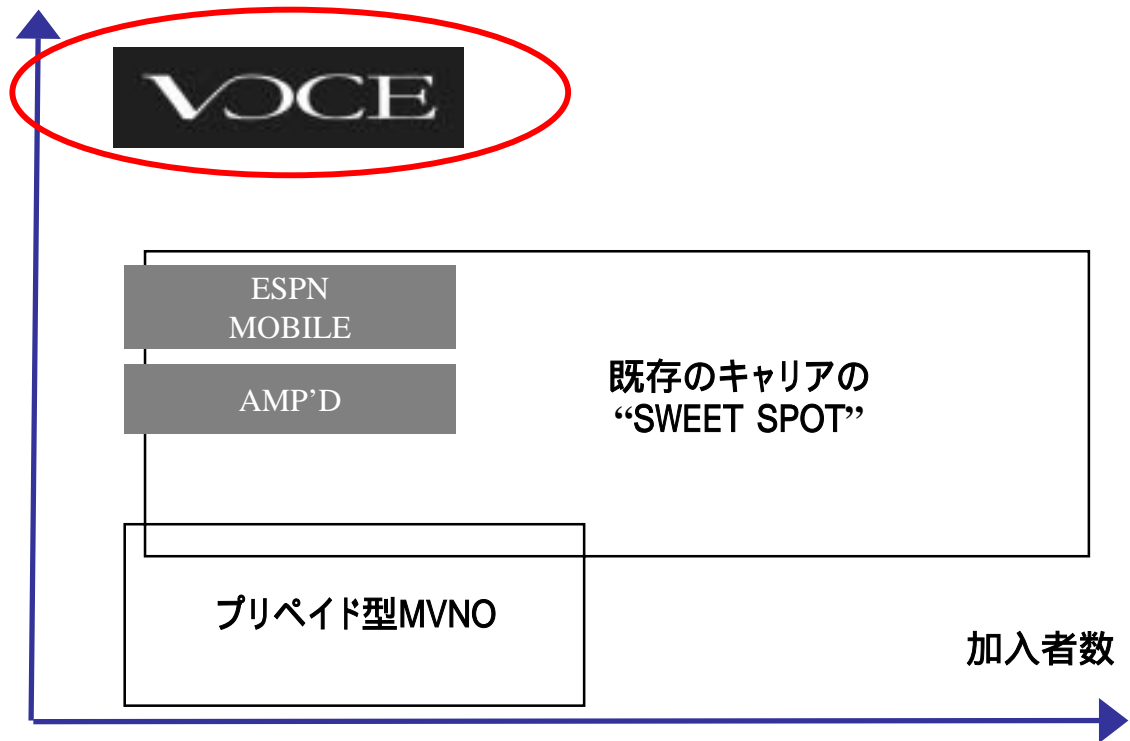 VOCE
ESPN
MOBILE
AMP’D
既存のキャリアの
“SWEET SPOT”
プリペイド型MVNO
加入者数